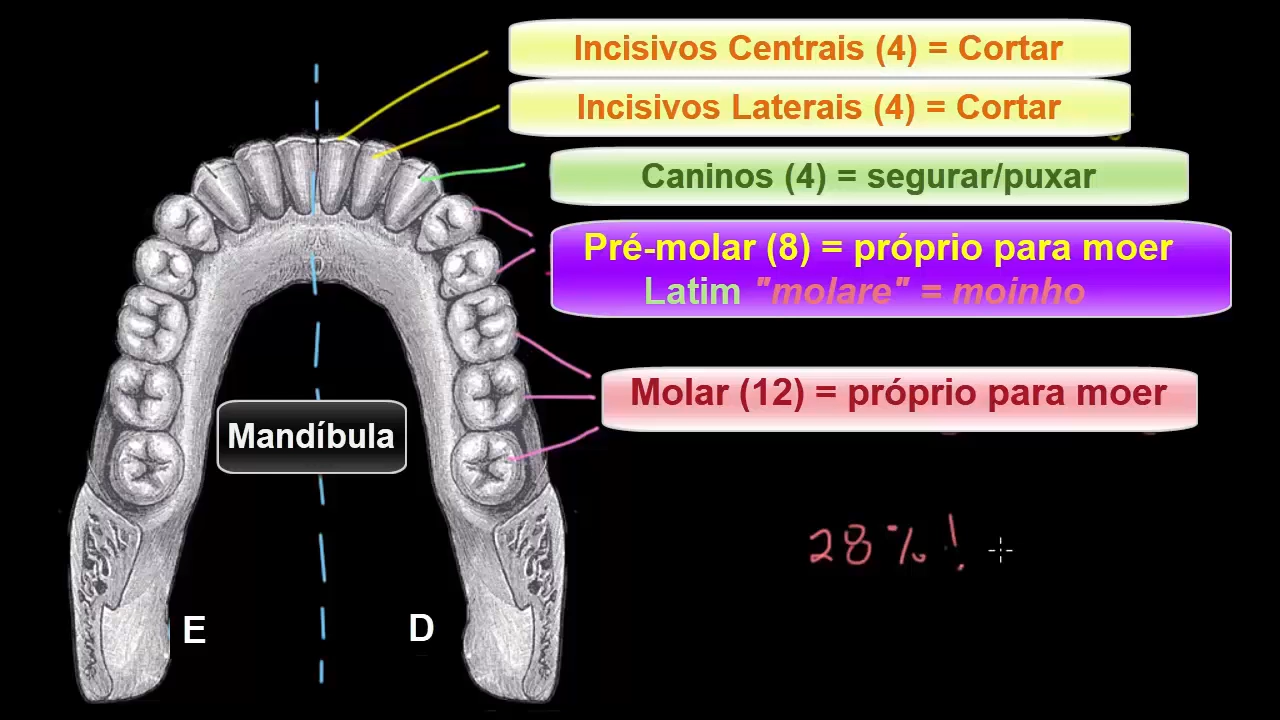 Incisivos Centrais (4) = Cortar
Incisivos Laterais (4) = Cortar
Caninos (4) = segurar/puxar
Pré-molar (8) = próprio para moer
Latim "molare" = moinho
Molar (12) = próprio para moer
Mandíbula
28%!
E D